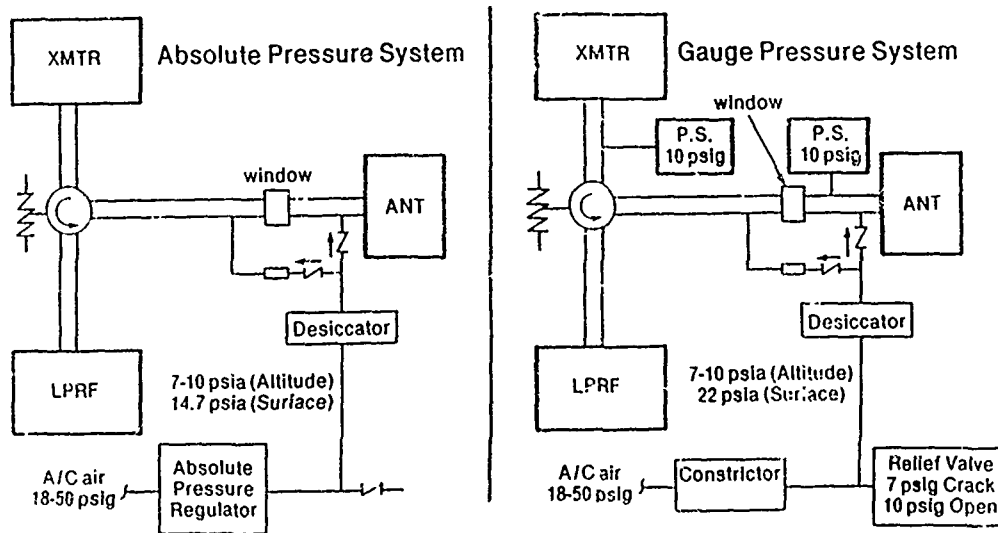 Absolute Pressure System
XMTR
window
ANT
Desiccator
LPRF
7-10 psia (Altitude)
14.7 psia (Surface)
A/C air
18-50 psig
Absolute
Pressure
Regulator
Gauge Pressure System
XMTR
window
P.S.
10 psig
P.S.
10 psig
ANT
Desiccator
LPRF
7-10 psia (Altitude)
22 psia (Surface)
A/C air
18-50 psig
Constrictor
Relief Valve
7 psig Crack
10 psig Open